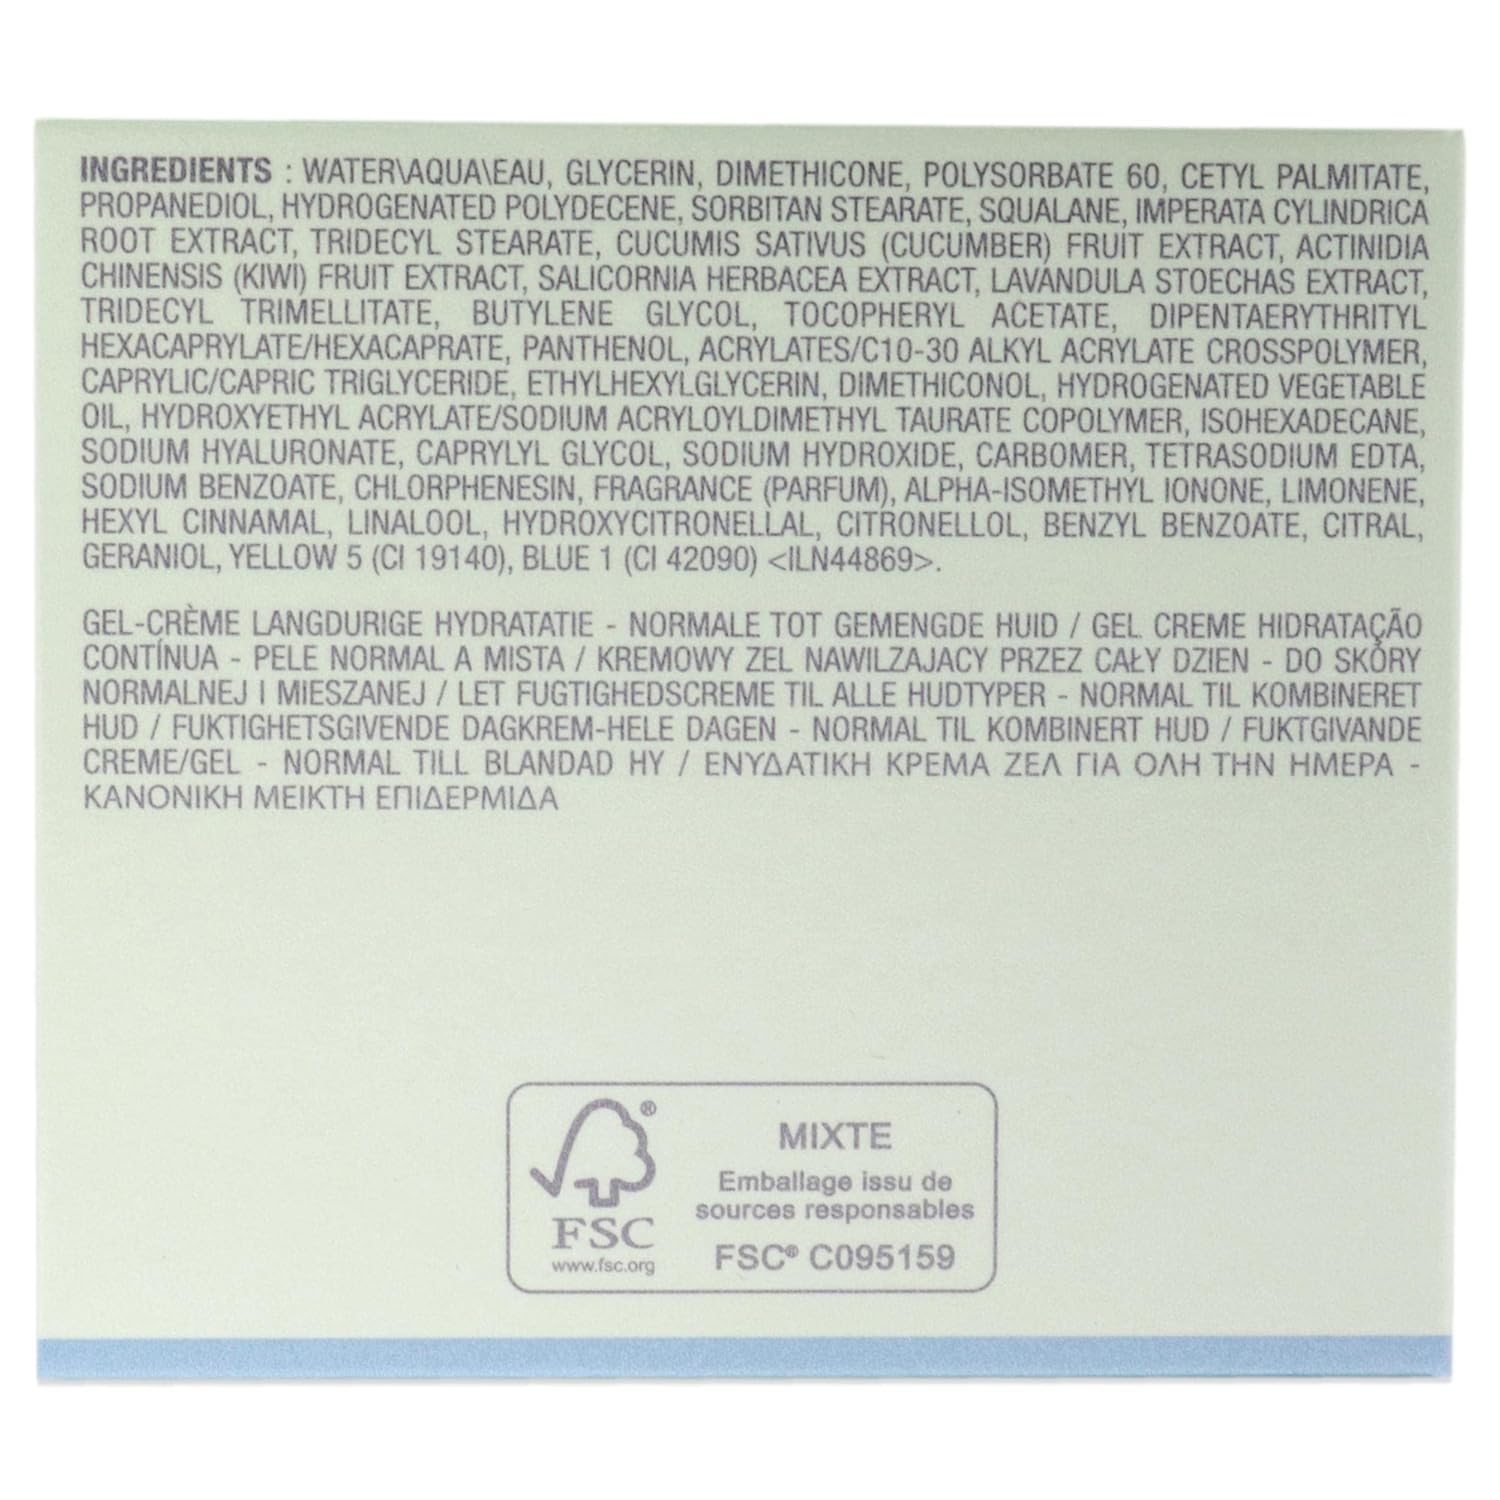 INGREDIENTS : WATER\AQUA\EAU, GLYCERIN, DIMETHICONE, POLYSORBATE 60, CETYL PALMITATE,
PROPANEDIOL, HYDROGENATED POLYDECENE, SORBITAN STEARATE, SQUALANE, IMPERATA CYLINDRICA
ROOT EXTRACT, TRIDECYL STEARATE, CUCUMIS SATIVUS (CUCUMBER) FRUIT EXTRACT, ACTINIDIA
CHINENSIS (KIWI) FRUIT EXTRACT, SALICORNIA HERBACEA EXTRACT, LAVANDULA STOECHAS EXTRACT,
TRIDECYL TRIMELLITATE, BUTYLENE GLYCOL, TOCOPHERYL ACETATE, DIPENTAERYTHRITYL
HEXACAPRYLATE/HEXACAPRATE, PANTHENOL, ACRYLATES/C10-30 ALKYL ACRYLATE CROSSPOLYMER,
CAPRYLIC/CAPRIC TRIGLYCERIDE, ETHYLHEXYLGLYCERIN, DIMETHICONOL, HYDROGENATED VEGETABLE
OIL, HYDROXYETHYL ACRYLATE/SODIUM ACRYLOYLDIMETHYL TAURATE COPOLYMER, ISOHEXADECANE,
SODIUM HYALURONATE, CAPRYLYL GLYCOL, SODIUM HYDROXIDE, CARBOMER, TETRASODIUM EDTA,
SODIUM BENZOATE, CHLORPHENESIN, FRAGRANCE (PARFUM), ALPHA-ISOMETHYL IONONE, LIMONENE,
HEXYL CINNAMAL, LINALOOL, HYDROXYCITRONELLAL, CITRONELLOL, BENZYL BENZOATE, CITRAL,
GERANIOL, YELLOW 5 (CI 19140), BLUE 1 (CI 42090) <ILN44869>.
GEL-CRÈME LANGDURIGE HYDRATATIE - NORMALE TOT GEMENGDE HUID / GEL CREME HIDRATAÇÃO
CONTÍNUA - PELE NORMAL A MISTA / KREMOWY ŻEL NAWILŻAJACY PRZEZ CAŁY DZIEN - DO SKÓRY
NORMALNEJ I MIESZANEJ / LET FUGTIGHEDSCREME TIL ALLE HUDTYPER - NORMAL TIL KOMBINERET
HUD / FUKTIGHETSGIVENDE DAGKREM-HELE DAGEN - NORMAL TIL KOMBINERT HUD / FUKTGIVANDE
CREME/GEL - NORMAL TILL BLANDAD HY / ΕΝΥΔΑΤΙΚΗ ΚΡΕΜΑ ΖΕΛ ΓΙΑ ΟΛΗ ΤΗΝ ΗΜΕΡΑ -
ΚΑΝΟΝΙΚΗ ΜΕΙΚΤΗ ΕΠΙΔΕΡΜΙΔΑ
®
FSC
www.fsc.org
MIXTE
Emballage issu de
sources responsables
FSC® C095159